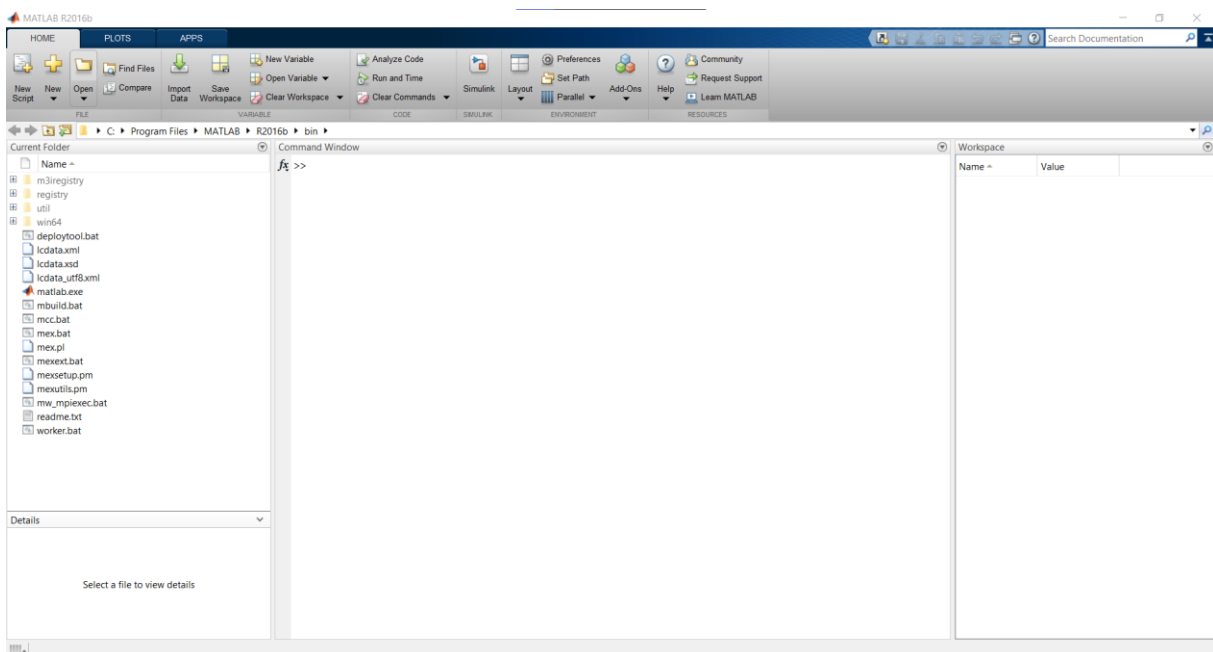 MATLAB R2016b
HOME PLOTS APPS
Search Documentation
New Script
New
Open
Find Files
Compare
Import Data
Save Workspace
New Variable
Open Variable
Clear Workspace
Analyze Code
Run and Time
Clear Commands
Simulink
Layout
Preferences
Set Path
Parallel
Add-Ons
Help
Community
Request Support
Learn MATLAB
FILE VARIABLE CODE SIMULINK ENVIRONMENT RESOURCES
C: Program Files MATLAB R2016b bin
Current Folder
Name
m3iregistry
registry
util
win64
deploytool.bat
lcdata.xml
lcdata.xsd
lcdata_utf8.xml
matlab.exe
mbuild.bat
mcc.bat
mex.bat
mex.pl
mexext.bat
mexsetup.pm
mexutils.pm
mw_mpiexec.bat
readme.txt
worker.bat
Details
Select a file to view details
Command Window
fx >>
Workspace
Name Value